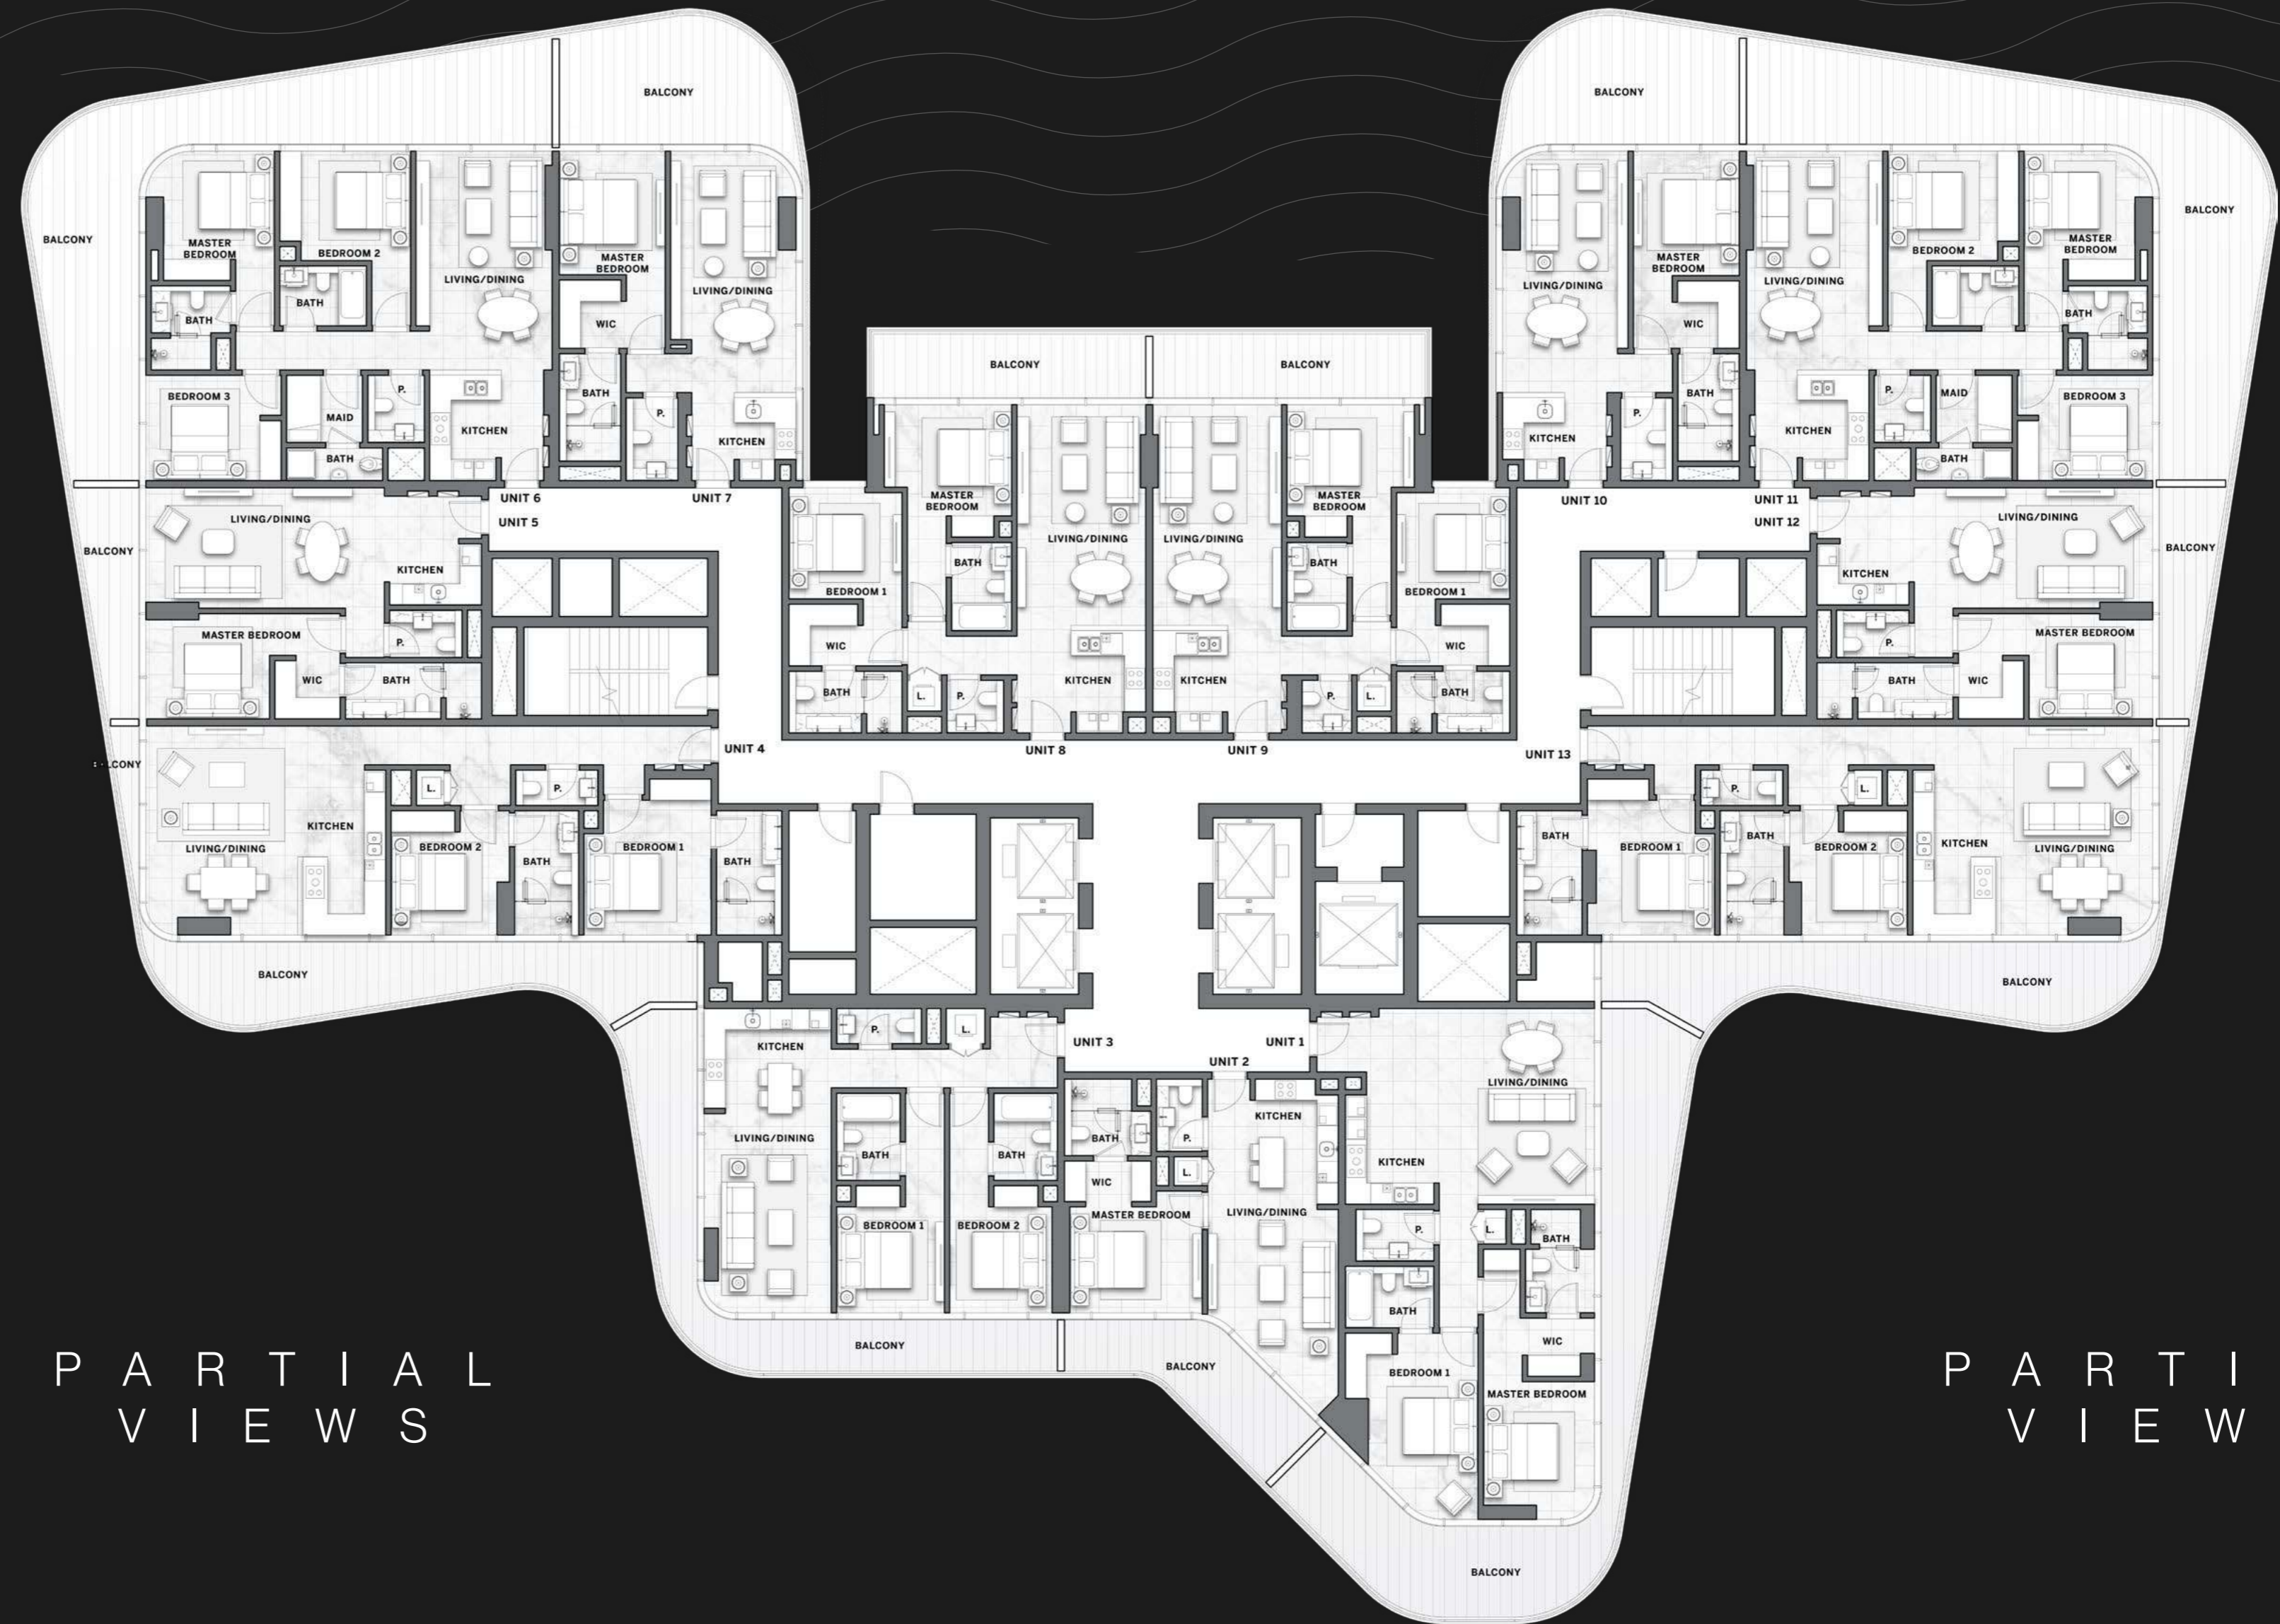 BALCONY
BALCONY
BALCONY
BALCONY
MASTER
BEDROOM
BEDROOM 2
BATH
BATH
LIVING/DINING
MASTER
BEDROOM
WIC
LIVING/DINING
BEDROOM 3
MAID
P.
KITCHEN
BATH
BATH
P.
KITCHEN
UNIT 6
UNIT 7
UNIT 5
LIVING/DINING
MASTER
BEDROOM
WIC
KITCHEN
P.
BATH
LIVING/DINING
BEDROOM 2
MASTER
BEDROOM
BATH
P.
MAID
BEDROOM 3
KITCHEN
BATH
UNIT 10
UNIT 11
UNIT 12
BALCONY
BALCONY
MASTER
BEDROOM
LIVING/DINING
LIVING/DINING
MASTER
BEDROOM
BATH
BATH
BEDROOM 1
BEDROOM 1
WIC
WIC
BATH
L.
P.
KITCHEN
KITCHEN
P.
L.
BATH
UNIT 8
UNIT 9
BALCONY
LIVING/DINING
KITCHEN
MASTER BEDROOM
P.
WIC
BATH
LIVING/DINING
BALCONY
KITCHEN
P.
MASTER BEDROOM
BATH
WIC
UNIT 4
UNIT 13
LCONY
L.
P.
KITCHEN
LIVING/DINING
BEDROOM 2
BATH
BEDROOM 1
BATH
BALCONY
BATH
P.
L.
BEDROOM 1
BATH
BEDROOM 2
KITCHEN
LIVING/DINING
BALCONY
KITCHEN
P.
L.
UNIT 3
UNIT 1
UNIT 2
LIVING/DINING
BATH
BATH
BEDROOM 1
BEDROOM 2
BALCONY
BATH
P.
L.
WIC
MASTER BEDROOM
KITCHEN
LIVING/DINING
BALCONY
LIVING/DINING
KITCHEN
P.
L.
BATH
BATH
WIC
BEDROOM 1
MASTER BEDROOM
BALCONY
PARTIAL
VIEWS
PARTI
VIEW